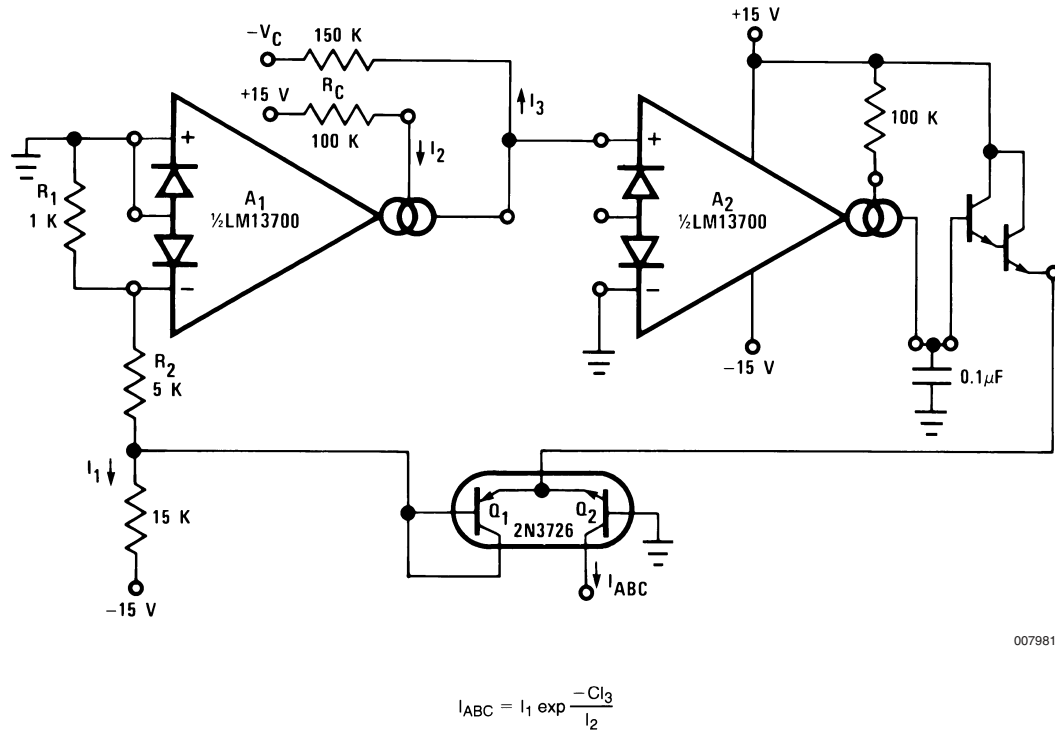 +15 V
−VC
150 K
+15 V
RC
100 K
I3
I2
100 K
+
R1
1 K
A1
½LM13700
−
+
A2
½LM13700
−
−15 V
R2
5 K
0.1μF
I1
15 K
−15 V
Q1
Q2
2N3726
IABC
007981
IABC = I1 exp −CI3 / I2